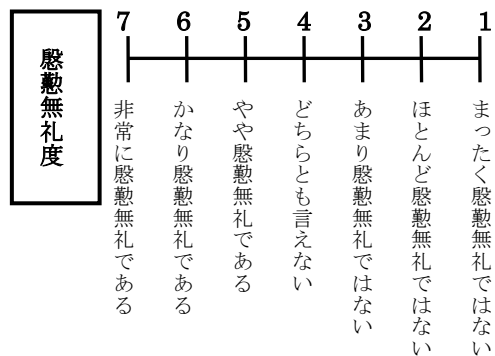 慇懃無礼度
7 6 5 4 3 2 1
まったく慇懃無礼ではない
ほとんど慇懃無礼ではない
あまり慇懃無礼ではない
どちらとも言えない
やや慇懃無礼である
かなり慇懃無礼である
非常に慇懃無礼である